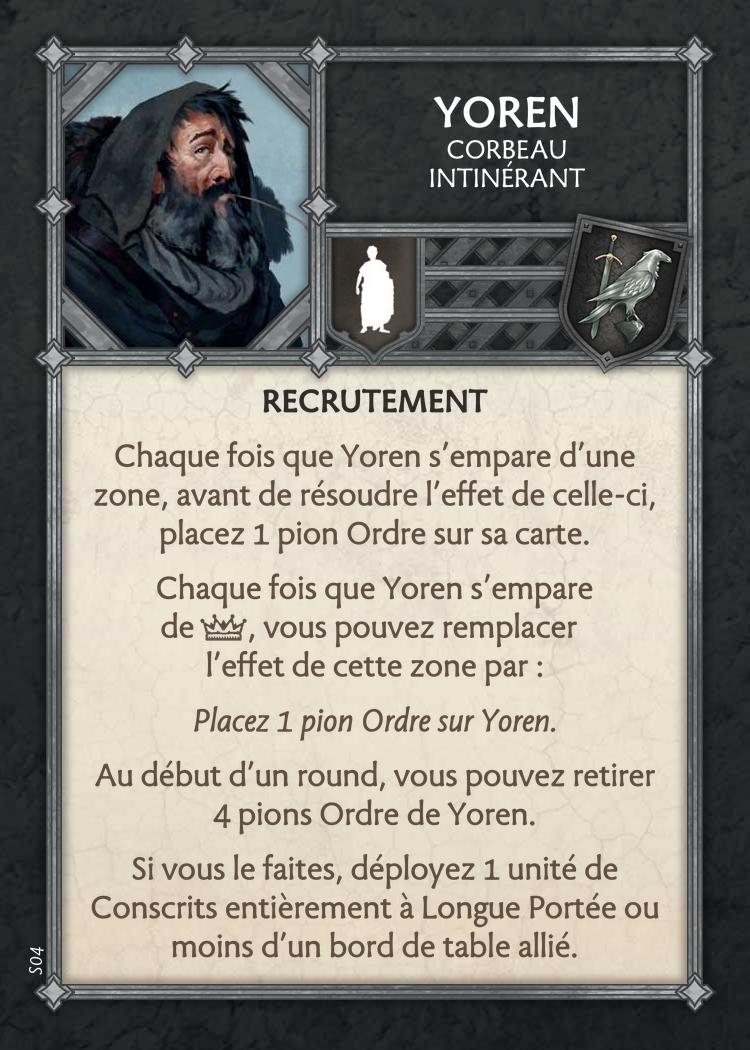 YOREN
CORBEAU
INTINÉRANT
RECRUTEMENT
Chaque fois que Yoren s’empare d’une
zone, avant de résoudre l’effet de celle-ci,
placez 1 pion Ordre sur sa carte.
Chaque fois que Yoren s’empare
de , vous pouvez remplacer
l’effet de cette zone par :
Placez 1 pion Ordre sur Yoren.
Au début d’un round, vous pouvez retirer
4 pions Ordre de Yoren.
Si vous le faites, déployez 1 unité de
Conscrits entièrement à Longue Portée ou
moins d’un bord de table allié.
S04